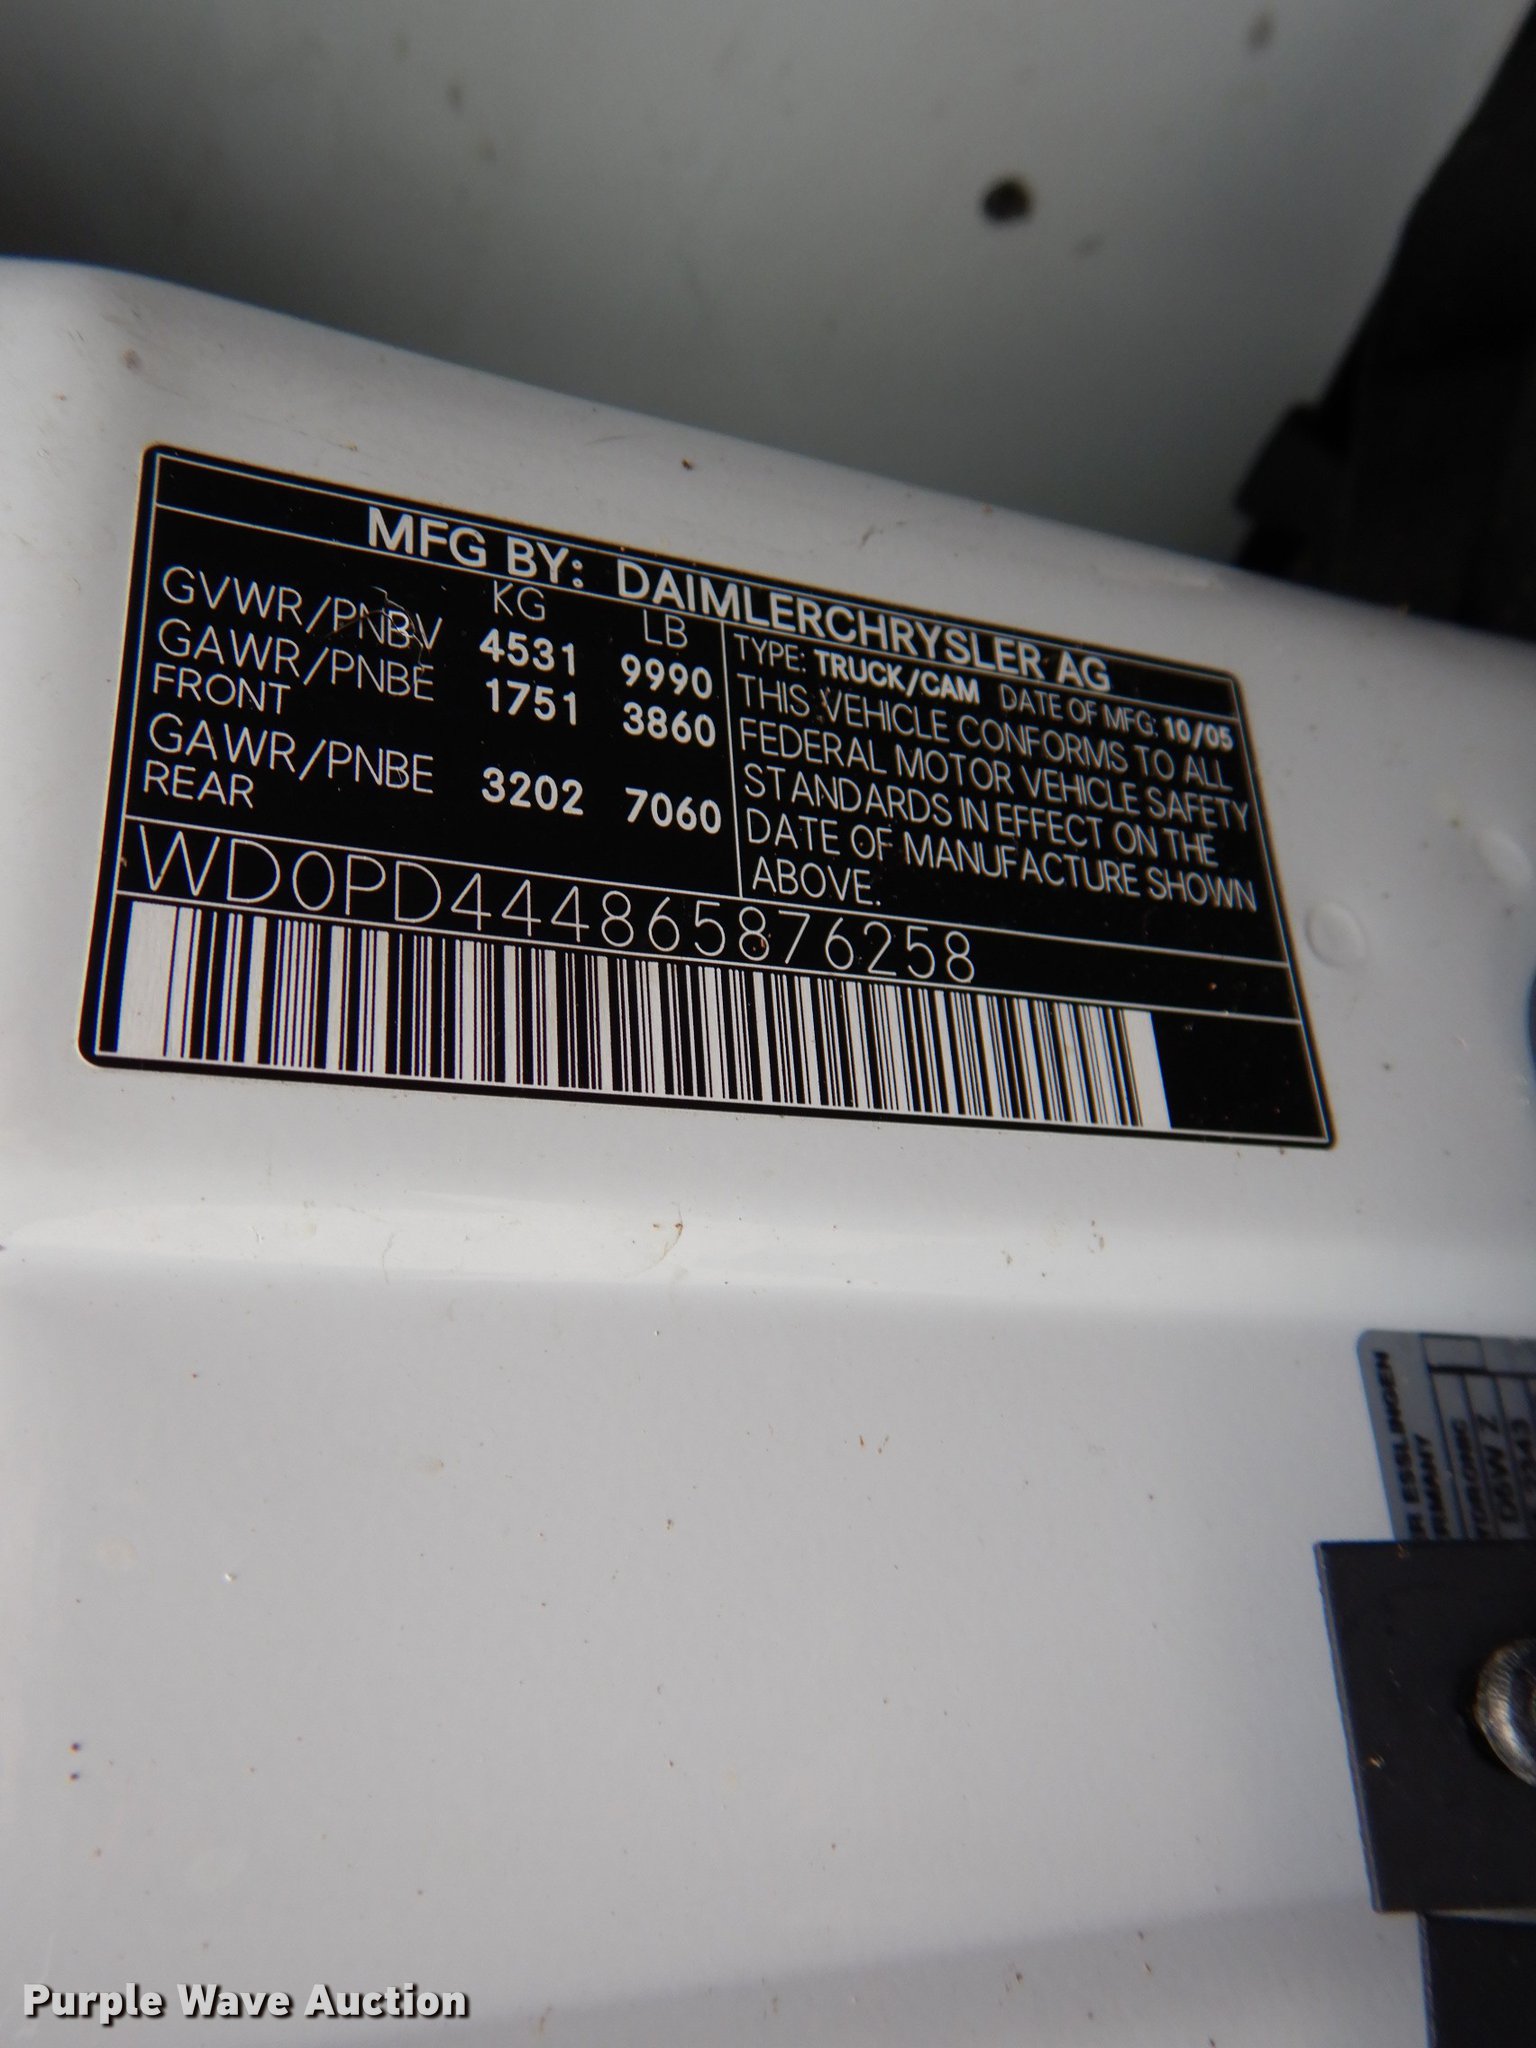 MFG BY: DAIMLERCHRYSLER AG
KG LB
GVWR/PNBV 4531 9990
GAWR/PNBE 1751 3860
FRONT
GAWR/PNBE 3202 7060
REAR
TYPE: TRUCK/CAM DATE OF MFG: 10/05
THIS VEHICLE CONFORMS TO ALL
FEDERAL MOTOR VEHICLE SAFETY
STANDARDS IN EFFECT ON THE
DATE OF MANUFACTURE SHOWN
ABOVE.
WD0PD444865876258
ESSLINGEN
D6W Z
Purple Wave Auction